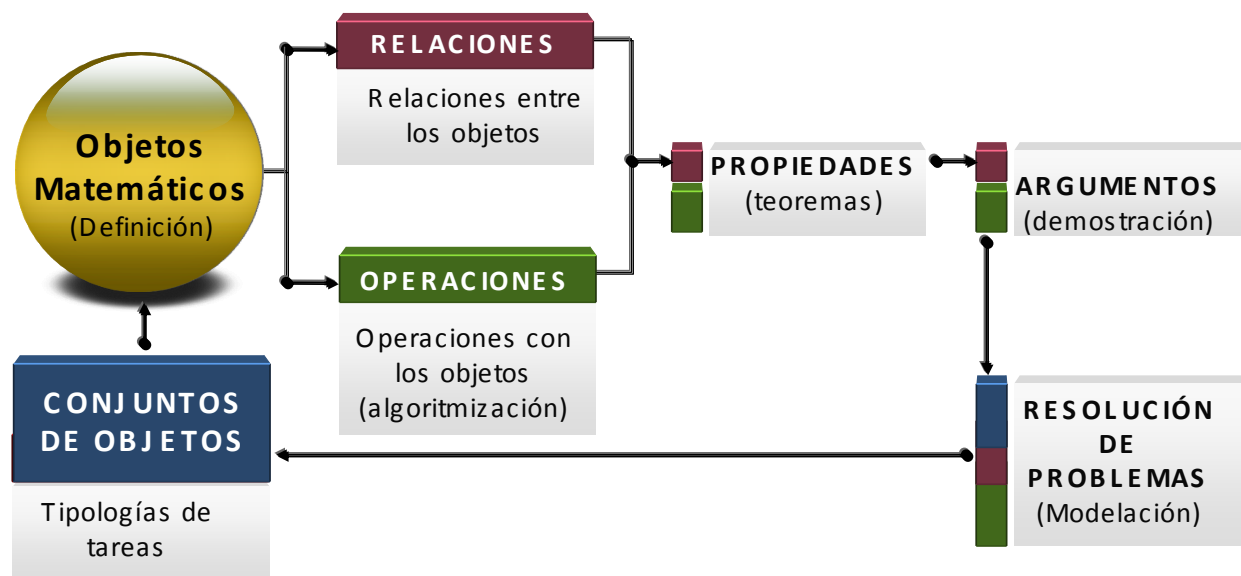 Objetos
Matemáticos
(Definición)
RELACIONES
Relaciones entre
los objetos
OPERACIONES
Operaciones con
los objetos
(algoritmización)
PROPIEDADES
(teoremas)
ARGUMENTOS
(demostración)
RESOLUCIÓN
DE
PROBLEMAS
(Modelación)
CONJUNTOS
DE OBJETOS
Tipologías de
tareas